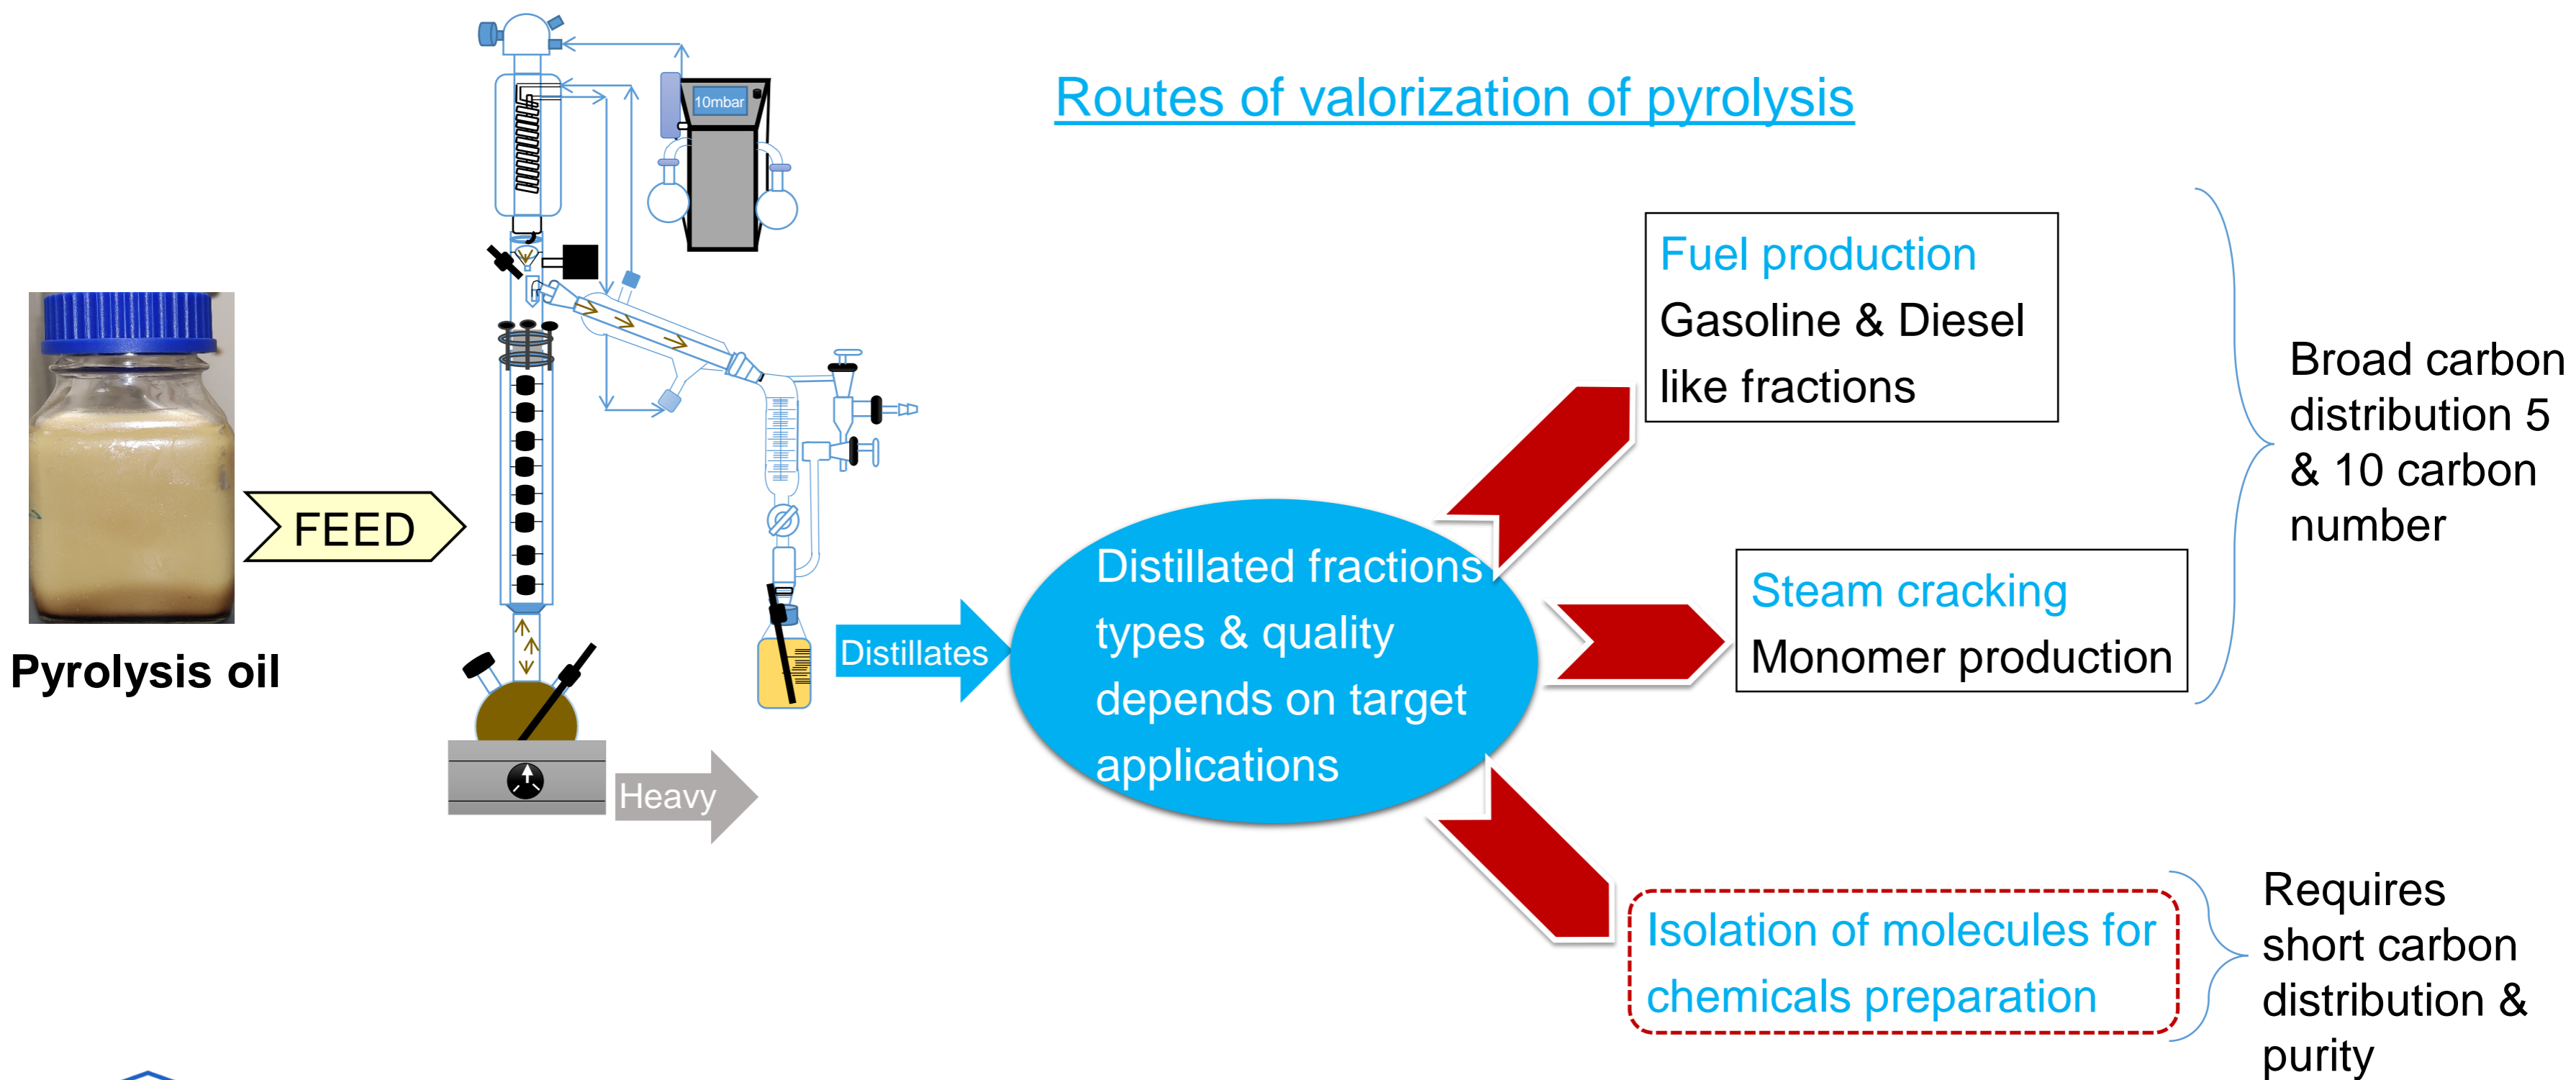 Routes of valorization of pyrolysis
10mbar
FEED
Pyrolysis oil
Heavy
Distillates
Distillated fractions
types & quality
depends on target
applications
Fuel production
Gasoline & Diesel
like fractions
Steam cracking
Monomer production
Broad carbon
distribution 5
& 10 carbon
number
Isolation of molecules for
chemicals preparation
Requires
short carbon
distribution &
purity